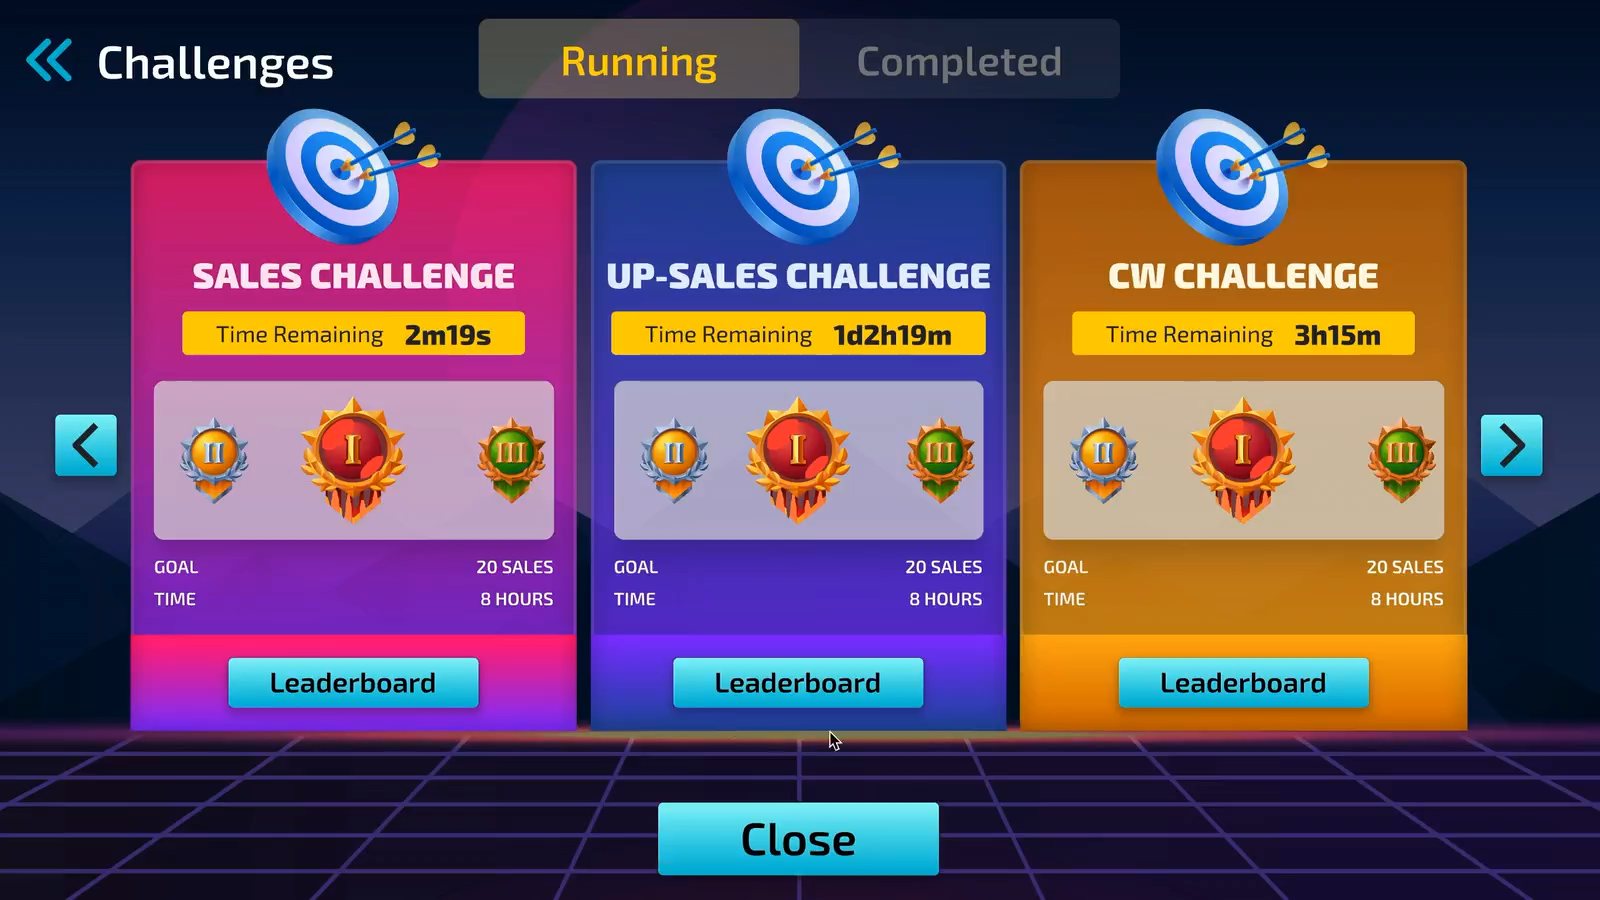 Challenges
Running
Completed
SALES CHALLENGE
Time Remaining 2m19s
II
I
III
GOAL 20 SALES
TIME 8 HOURS
Leaderboard
UP-SALES CHALLENGE
Time Remaining 1d2h19m
II
I
III
GOAL 20 SALES
TIME 8 HOURS
Leaderboard
CW CHALLENGE
Time Remaining 3h15m
II
I
III
GOAL 20 SALES
TIME 8 HOURS
Leaderboard
Close